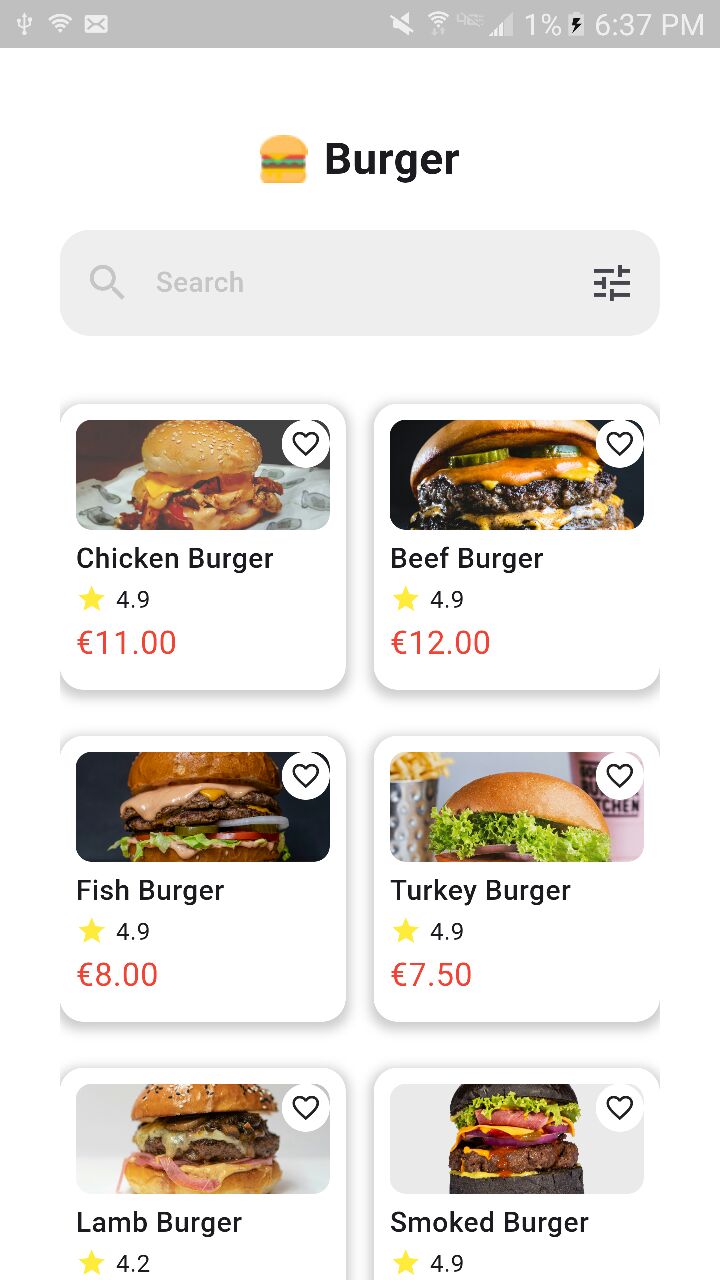 1% 6:37 PM
Burger
Search
Chicken Burger
4.9
€11.00
Beef Burger
4.9
€12.00
Fish Burger
4.9
€8.00
Turkey Burger
4.9
€7.50
Lamb Burger
4.2
Smoked Burger
4.9